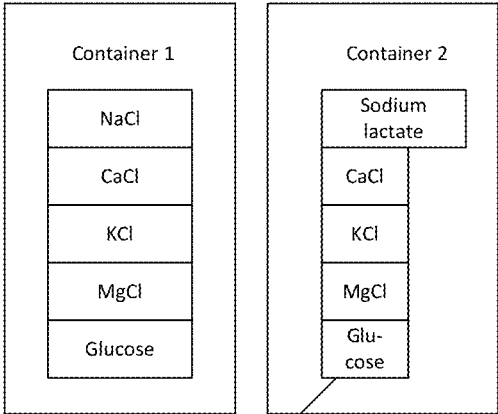 Container 1
NaCl
CaCl
KCl
MgCl
Glucose
Container 2
Sodium
lactate
CaCl
KCl
MgCl
Glu-
cose